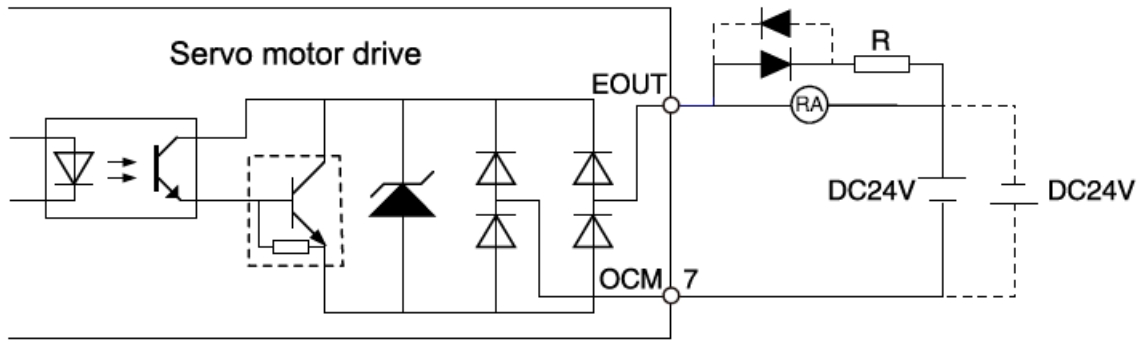 Servo motor drive
R
EOUT
RA
DC24V
DC24V
OCM
7